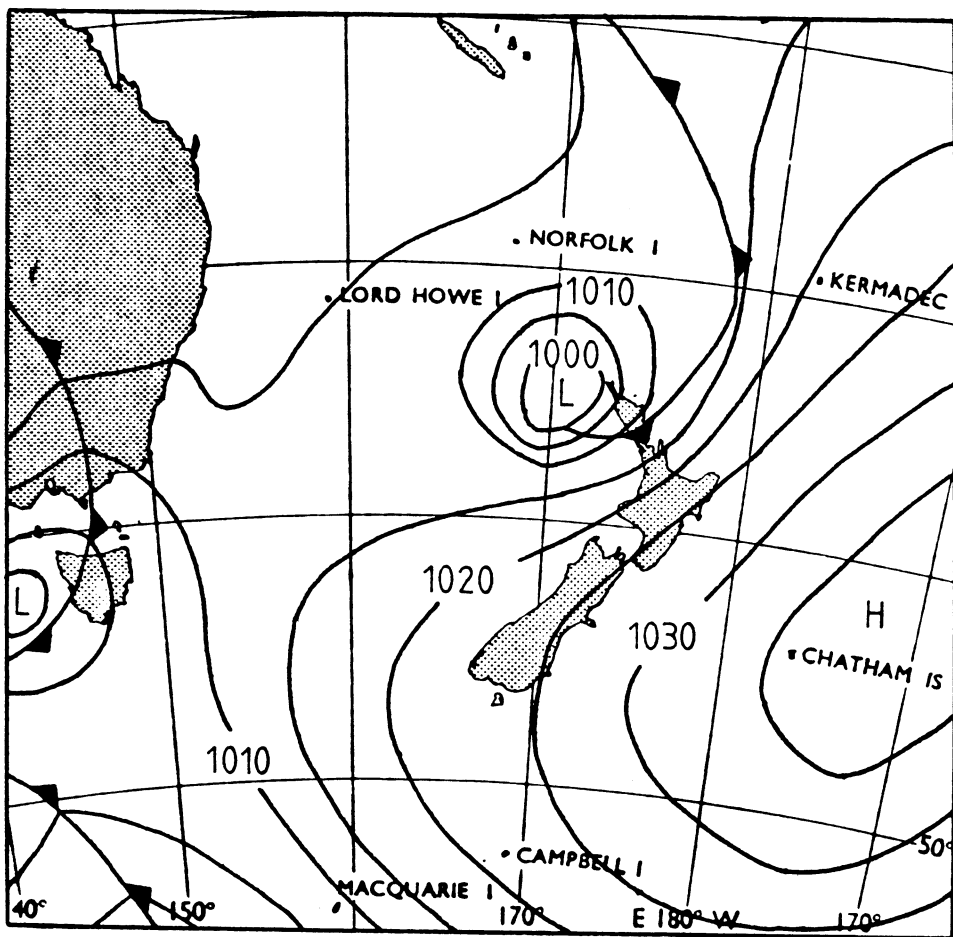 NORFOLK I
KERMADEC
LORD HOWE I
1010
1000
L
1020
L
H
1030
CHATHAM IS
1010
50°
CAMPBELL I
MACQUARIE I
40° 150° 170° E 180° W 170°